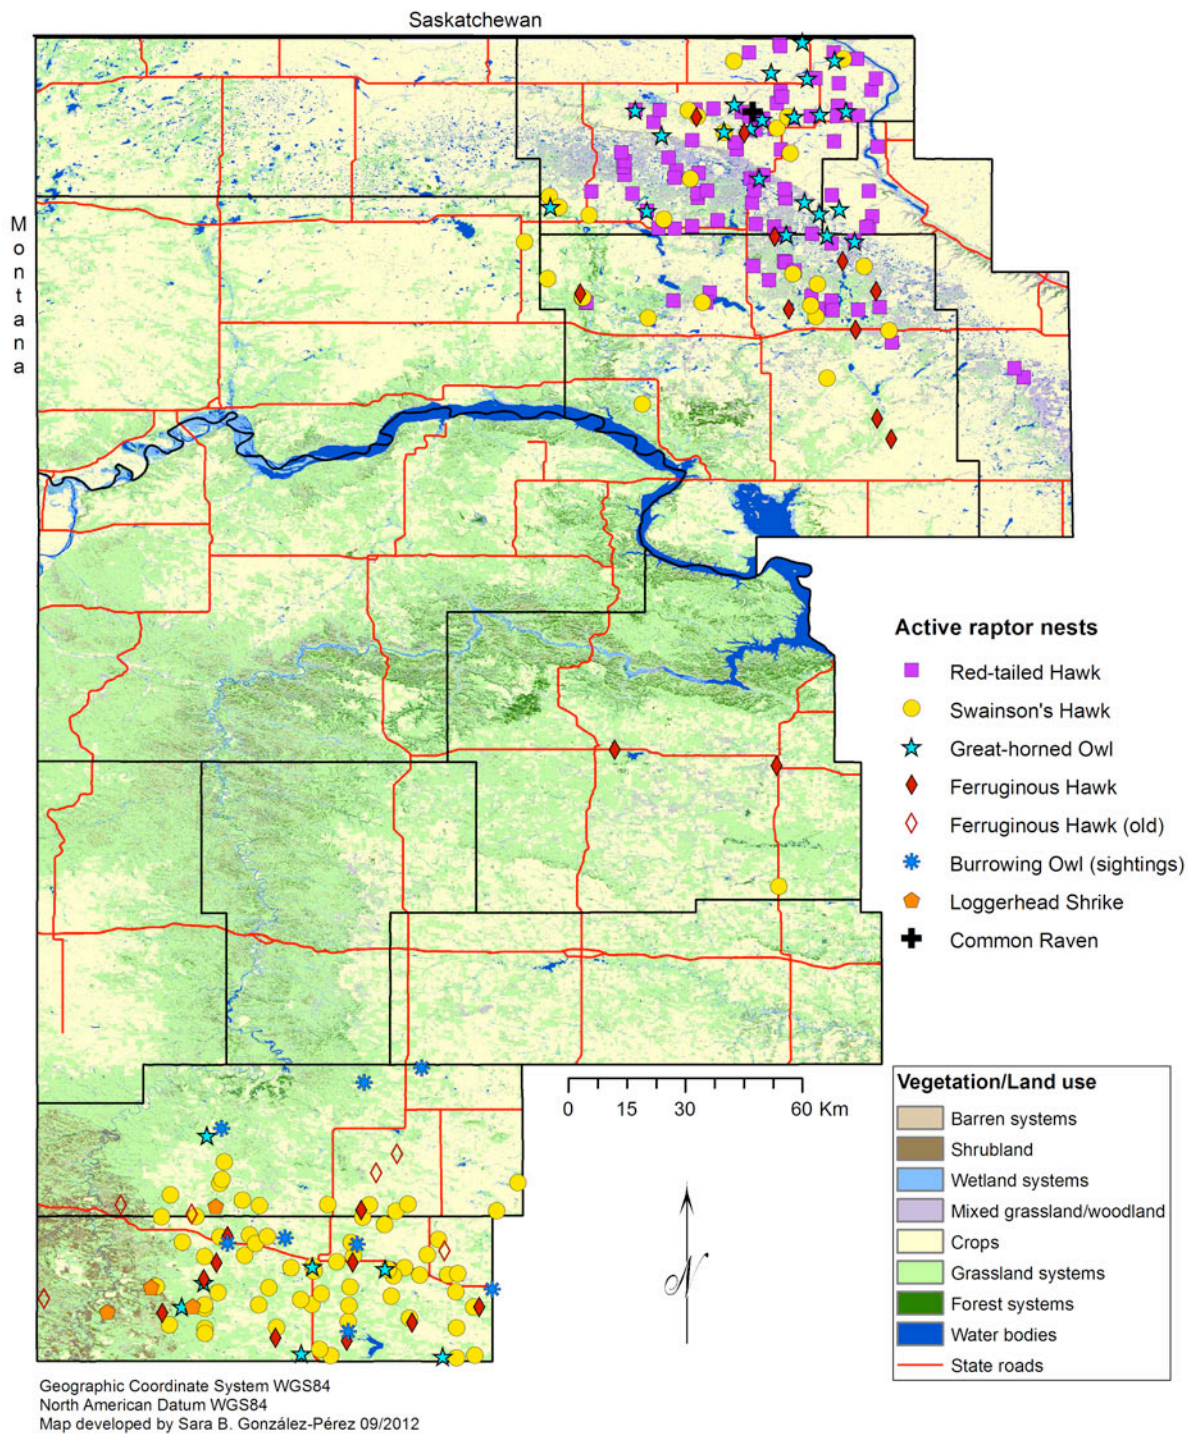 Saskatchewan
Montana
Active raptor nests
Red-tailed Hawk
Swainson's Hawk
Great-horned Owl
Ferruginous Hawk
Ferruginous Hawk (old)
Burrowing Owl (sightings)
Loggerhead Shrike
Common Raven
0 15 30 60 Km
N
Vegetation/Land use
Barren systems
Shrubland
Wetland systems
Mixed grassland/woodland
Crops
Grassland systems
Forest systems
Water bodies
State roads
Geographic Coordinate System WGS84
North American Datum WGS84
Map developed by Sara B. González-Pérez 09/2012